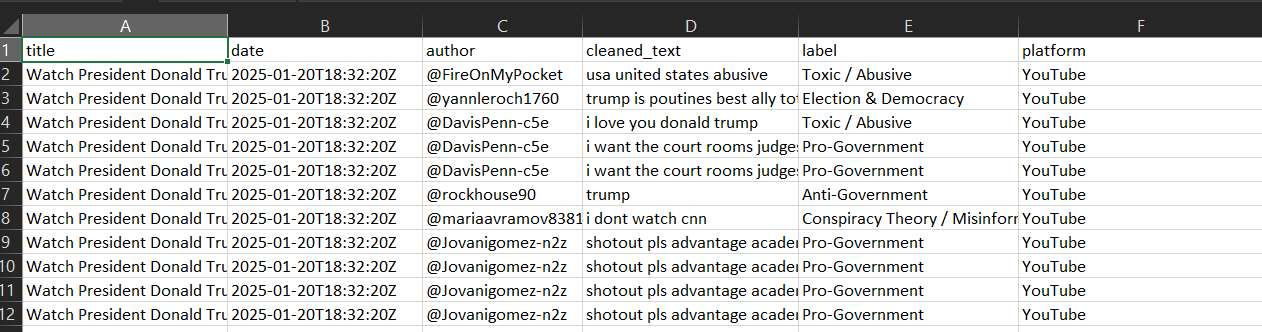 A B C D E F
1 title date author cleaned_text label platform
2 Watch President Donald Tru 2025-01-20T18:32:20Z @FireOnMyPocket usa united states abusive Toxic / Abusive YouTube
3 Watch President Donald Tru 2025-01-20T18:32:20Z @yannleroch1760 trump is poutines best ally tot Election & Democracy YouTube
4 Watch President Donald Tru 2025-01-20T18:32:20Z @DavisPenn-c5e i love you donald trump Toxic / Abusive YouTube
5 Watch President Donald Tru 2025-01-20T18:32:20Z @DavisPenn-c5e i want the court rooms judges Pro-Government YouTube
6 Watch President Donald Tru 2025-01-20T18:32:20Z @DavisPenn-c5e i want the court rooms judges Pro-Government YouTube
7 Watch President Donald Tru 2025-01-20T18:32:20Z @rockhouse90 trump Anti-Government YouTube
8 Watch President Donald Tru 2025-01-20T18:32:20Z @mariaavramov8381 i dont watch cnn Conspiracy Theory / Misinforn YouTube
9 Watch President Donald Tru 2025-01-20T18:32:20Z @Jovanigomez-n2z shotout pls advantage acader Pro-Government YouTube
10 Watch President Donald Tru 2025-01-20T18:32:20Z @Jovanigomez-n2z shotout pls advantage acader Pro-Government YouTube
11 Watch President Donald Tru 2025-01-20T18:32:20Z @Jovanigomez-n2z shotout pls advantage acader Pro-Government YouTube
12 Watch President Donald Tru 2025-01-20T18:32:20Z @Jovanigomez-n2z shotout pls advantage acader Pro-Government YouTube